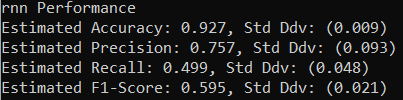 rnn Performance
Estimated Accuracy: 0.927, Std Ddv: (0.009)
Estimated Precision: 0.757, Std Ddv: (0.093)
Estimated Recall: 0.499, Std Ddv: (0.048)
Estimated F1-Score: 0.595, Std Ddv: (0.021)